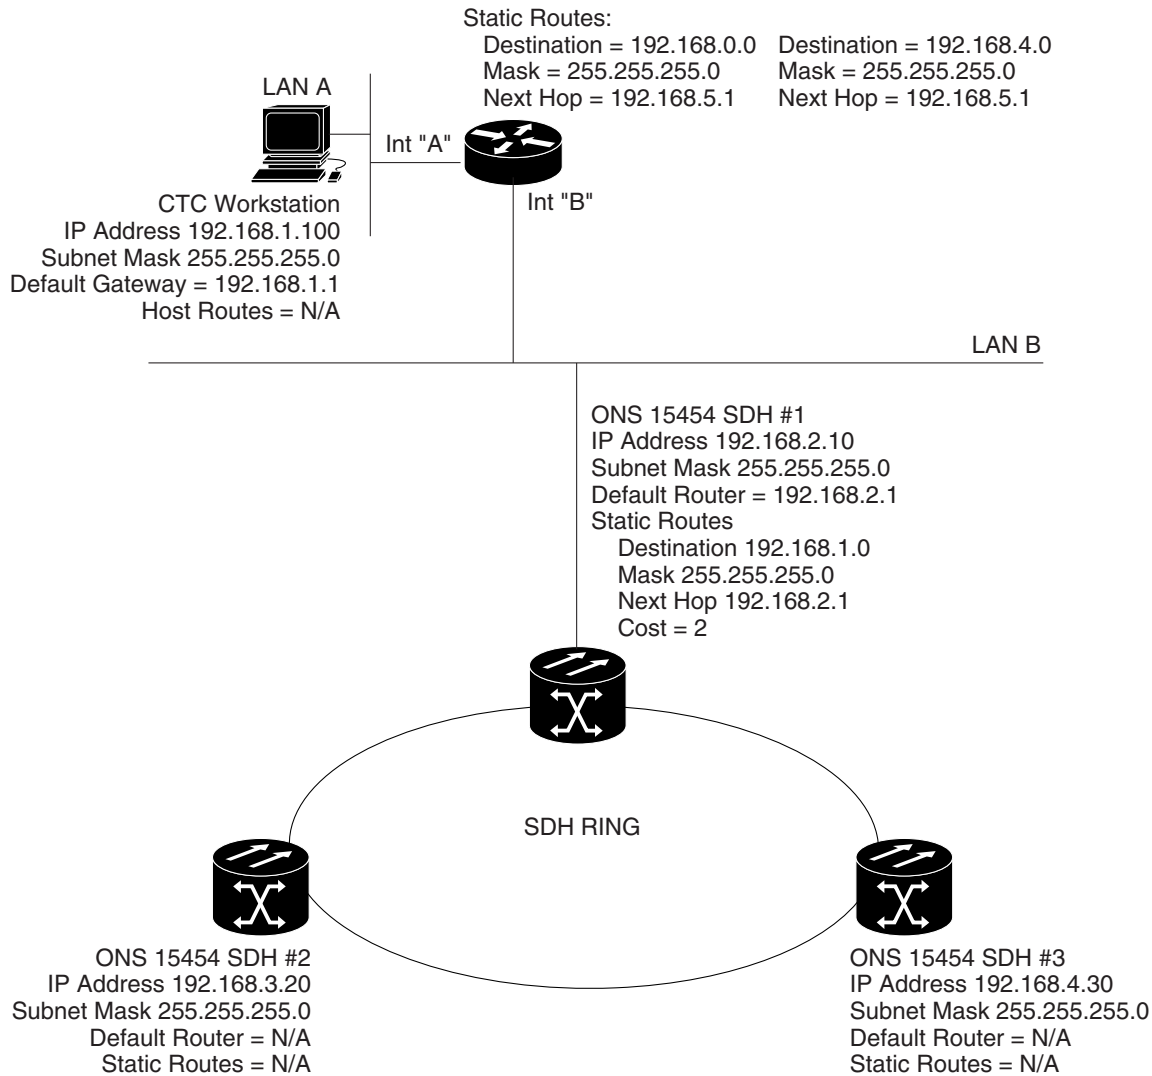 Static Routes:
Destination = 192.168.0.0
Mask = 255.255.255.0
Next Hop = 192.168.5.1
Destination = 192.168.4.0
Mask = 255.255.255.0
Next Hop = 192.168.5.1
LAN A
Int "A"
Int "B"
CTC Workstation
IP Address 192.168.1.100
Subnet Mask 255.255.255.0
Default Gateway = 192.168.1.1
Host Routes = N/A
LAN B
ONS 15454 SDH #1
IP Address 192.168.2.10
Subnet Mask 255.255.255.0
Default Router = 192.168.2.1
Static Routes
Destination 192.168.1.0
Mask 255.255.255.0
Next Hop 192.168.2.1
Cost = 2
SDH RING
ONS 15454 SDH #2
IP Address 192.168.3.20
Subnet Mask 255.255.255.0
Default Router = N/A
Static Routes = N/A
ONS 15454 SDH #3
IP Address 192.168.4.30
Subnet Mask 255.255.255.0
Default Router = N/A
Static Routes = N/A